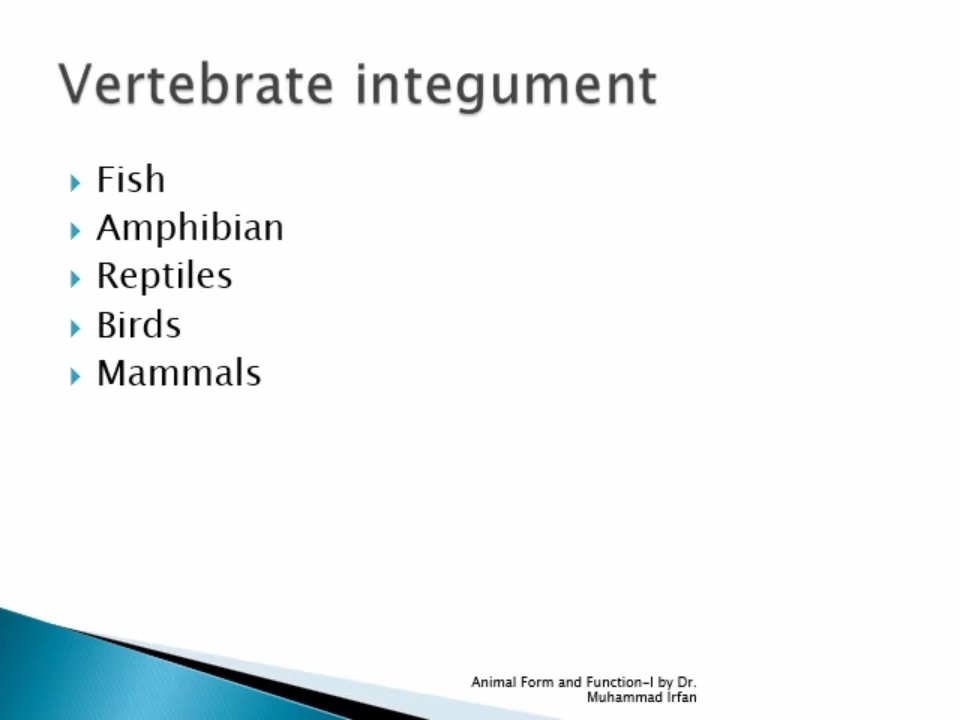 Vertebrate integument
Fish
Amphibian
Reptiles
Birds
Mammals
Animal Form and Function-I by Dr.
Muhammad Irfan